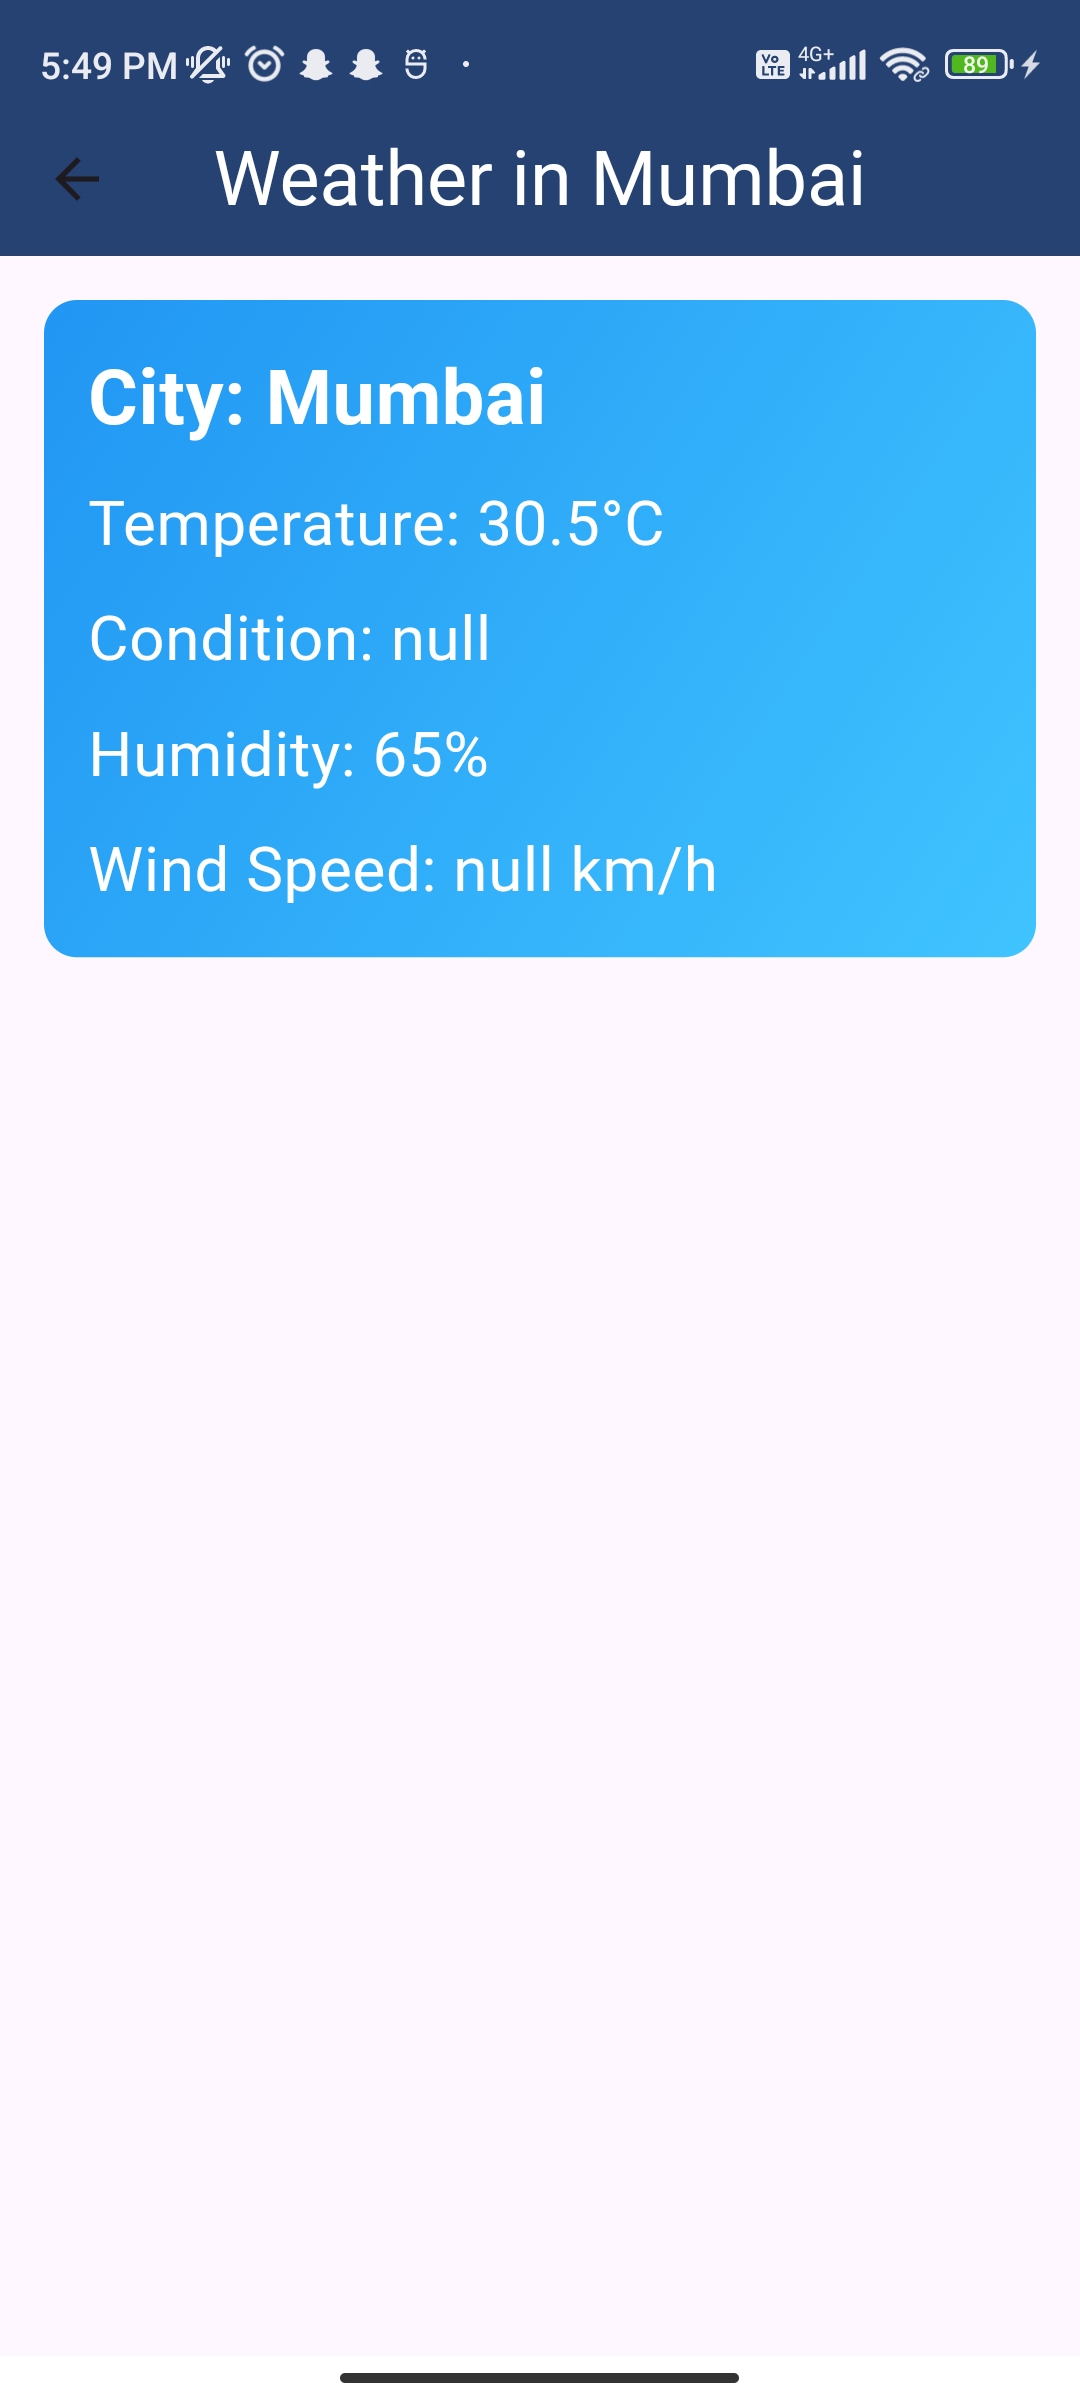 5:49 PM
Vo LTE 4G+ 89
Weather in Mumbai
City: Mumbai
Temperature: 30.5°C
Condition: null
Humidity: 65%
Wind Speed: null km/h